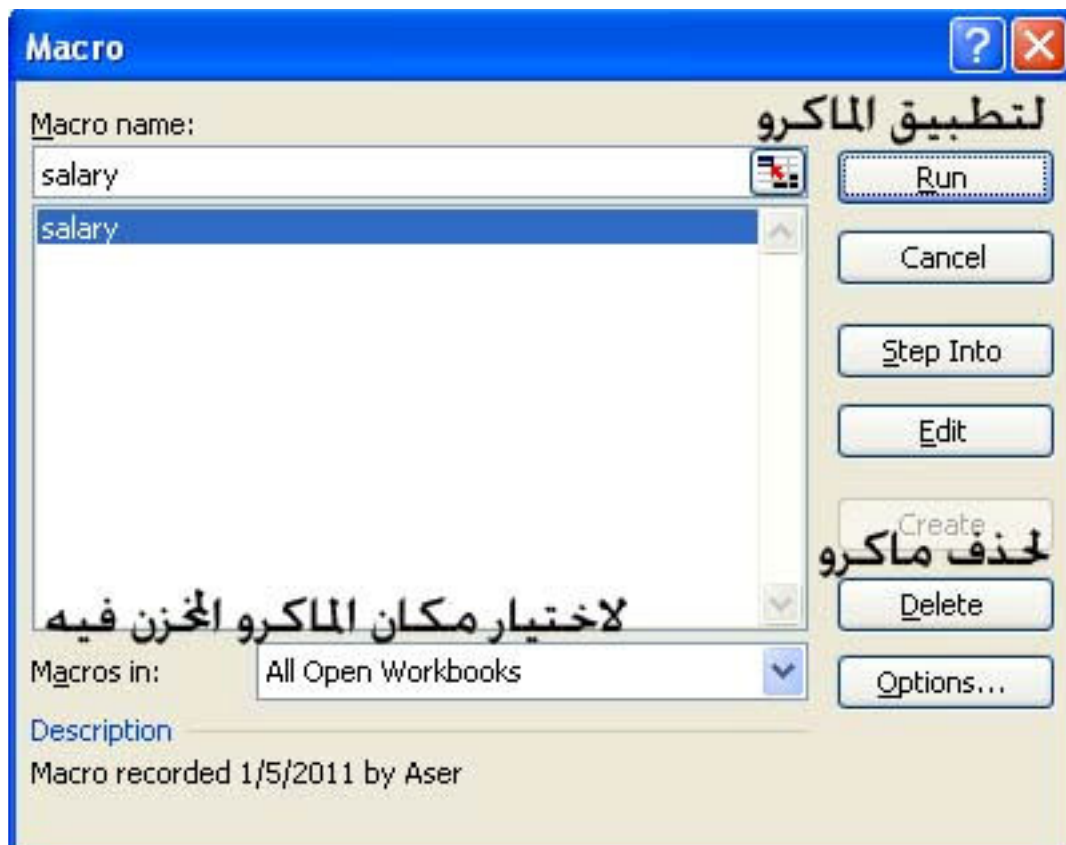 Macro
لتطبيق الماكرو
Macro name:
salary
Run
salary
Cancel
Step Into
Edit
Create
لحذف ماكرو
Delete
لاختيار مكان الماكرو المخزن فيه
Macros in:
All Open Workbooks
Options...
Description
Macro recorded 1/5/2011 by Aser